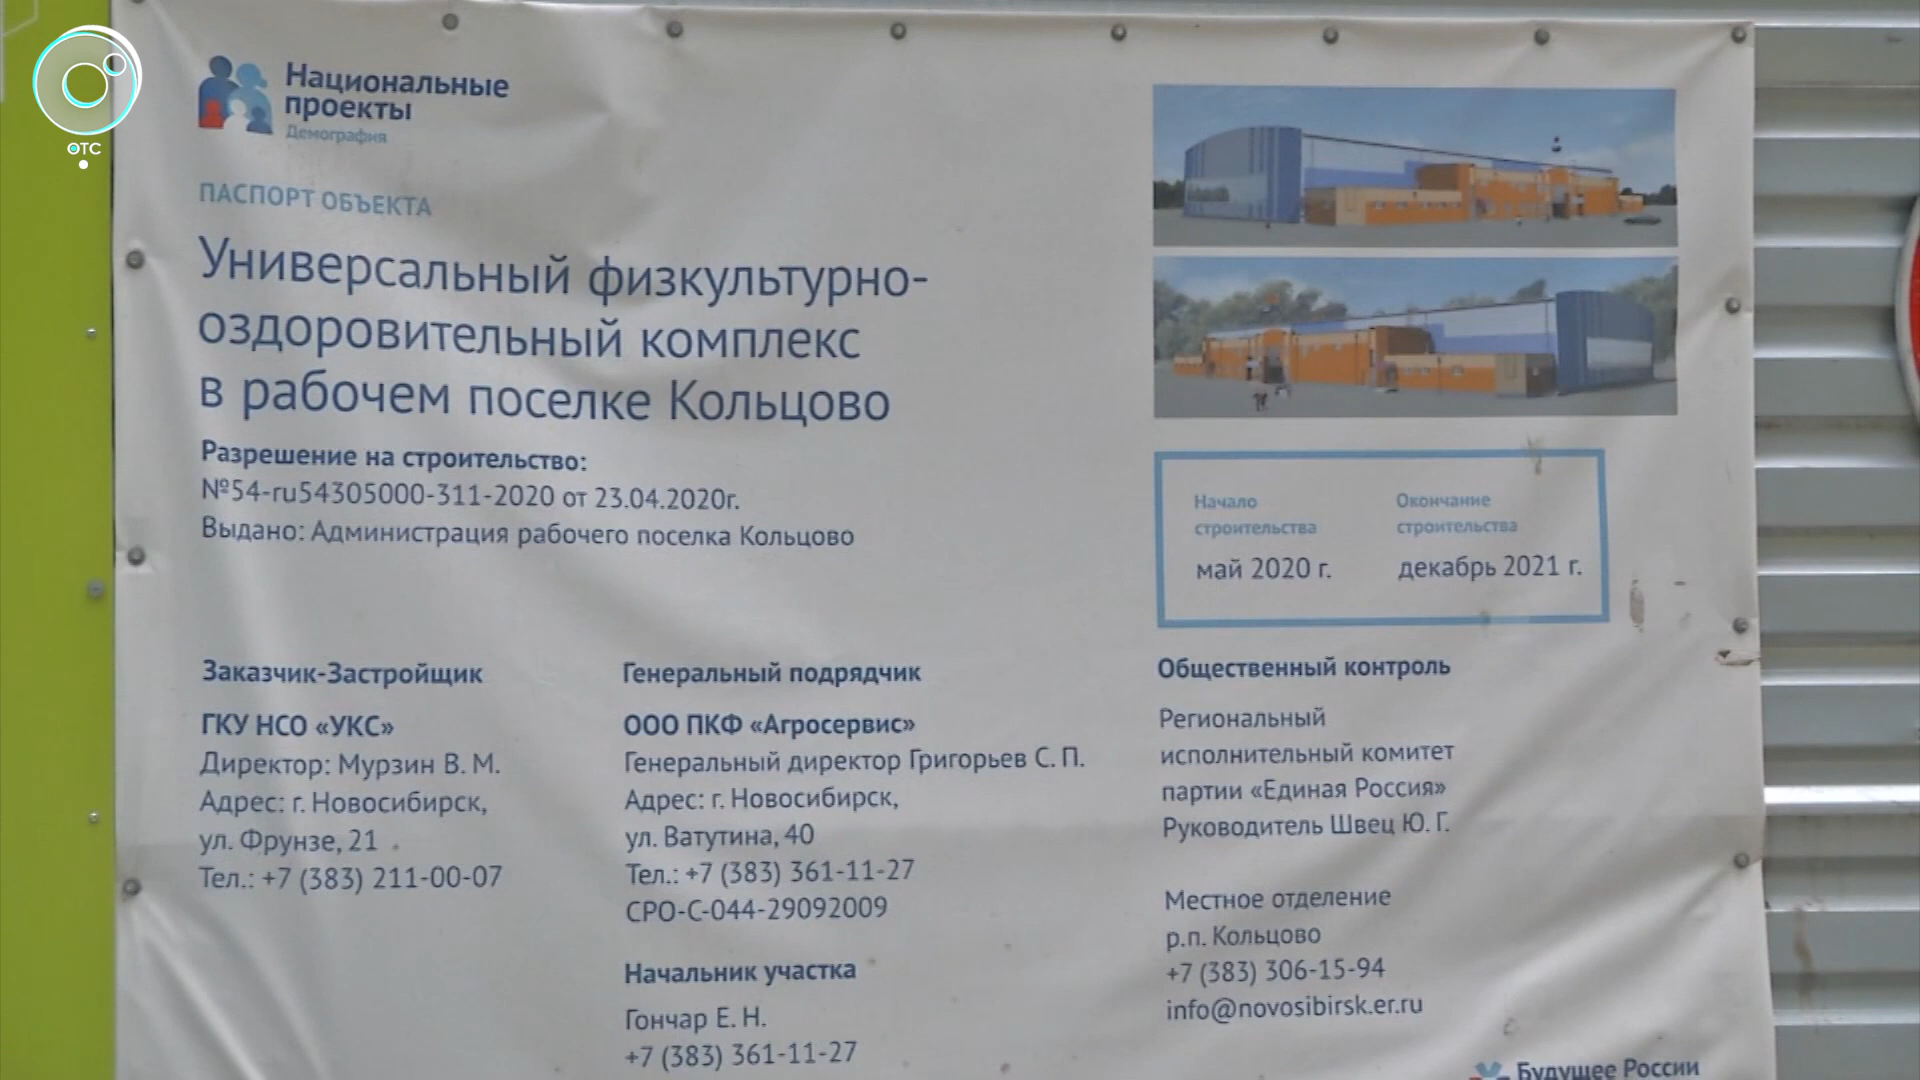 ОТС
Национальные
проекты
Демография
ПАСПОРТ ОБЪЕКТА
Универсальный физкультурно-
оздоровительный комплекс
в рабочем поселке Кольцово
Разрешение на строительство:
№54-ru54305000-311-2020 от 23.04.2020г.
Выдано: Администрация рабочего поселка Кольцово
Начало
строительства
май 2020 г.
Окончание
строительства
декабрь 2021 г.
Заказчик-Застройщик
ГКУ НСО «УКС»
Директор: Мурзин В. М.
Адрес: г. Новосибирск,
ул. Фрунзе, 21
Тел.: +7 (383) 211-00-07
Генеральный подрядчик
ООО ПКФ «Агросервис»
Генеральный директор Григорьев С. П.
Адрес: г. Новосибирск,
ул. Ватутина, 40
Тел.: +7 (383) 361-11-27
СРО-С-044-29092009
Начальник участка
Гончар Е. Н.
+7 (383) 361-11-27
Общественный контроль
Региональный
исполнительный комитет
партии «Единая Россия»
Руководитель Швец Ю. Г.
Местное отделение
р.п. Кольцово
+7 (383) 306-15-94
info@novosibirsk.er.ru
Будущее России